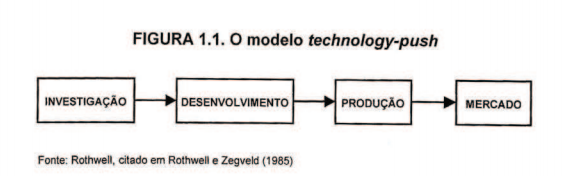 FIGURA 1.1. O modelo technology-push
INVESTIGAÇÃO
DESENVOLVIMENTO
PRODUÇÃO
MERCADO
Fonte: Rothwell, citado em Rothwell e Zegveld (1985)